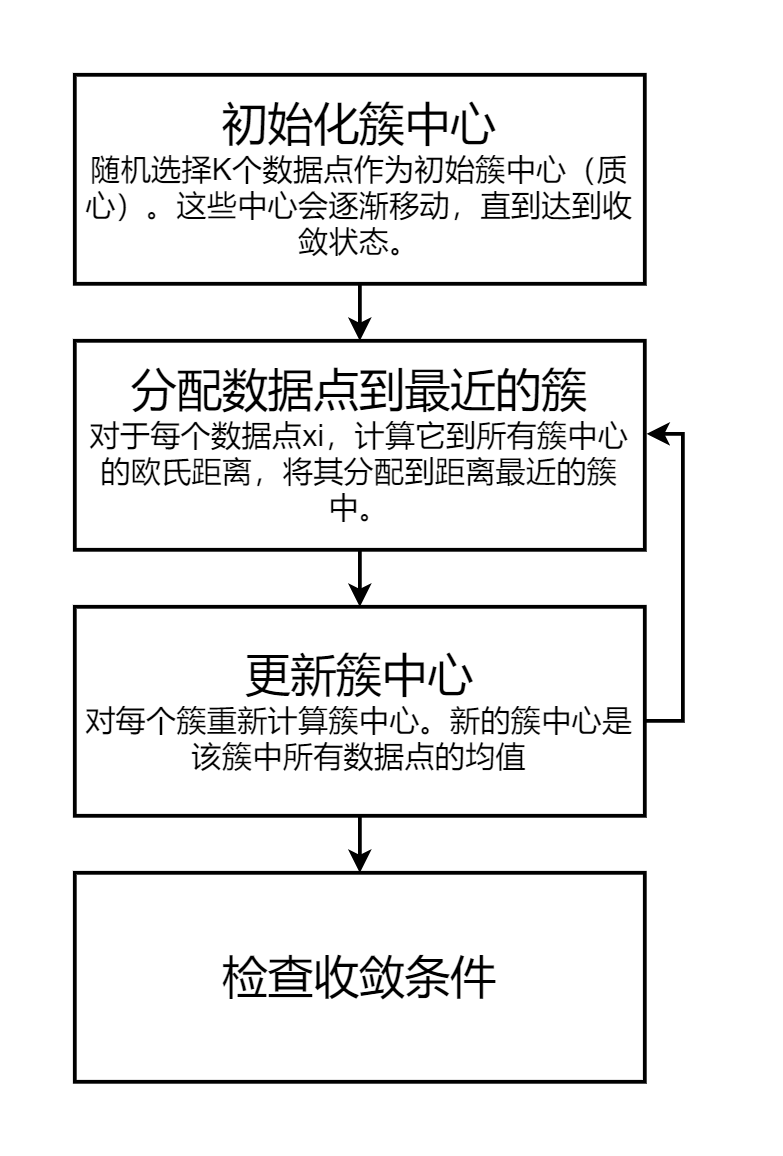 初始化簇中心
随机选择K个数据点作为初始簇中心（质
心）。这些中心会逐渐移动，直到达到收
敛状态。
分配数据点到最近的簇
对于每个数据点xi，计算它到所有簇中心
的欧氏距离，将其分配到距离最近的簇
中。
更新簇中心
对每个簇重新计算簇中心。新的簇中心是
该簇中所有数据点的均值
检查收敛条件